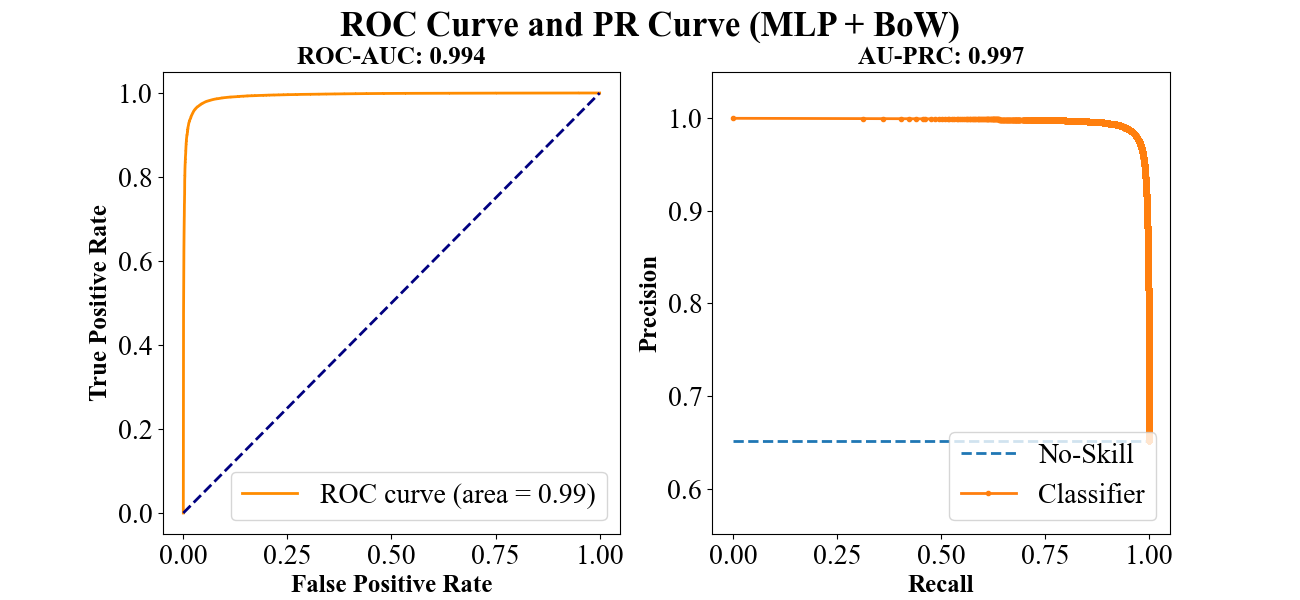 ROC Curve and PR Curve (MLP + BoW)
ROC-AUC: 0.994
True Positive Rate
1.0
0.8
0.6
0.4
0.2
0.0
ROC curve (area = 0.99)
0.00 0.25 0.50 0.75 1.00
False Positive Rate
AU-PRC: 0.997
Precision
1.0
0.9
0.8
0.7
0.6
No-Skill
Classifier
0.00 0.25 0.50 0.75 1.00
Recall